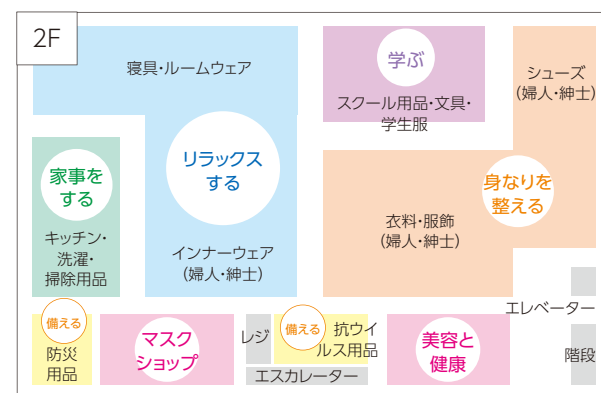 2F
寝具・ルームウェア
学ぶ
スクール用品・文具・
学生服
シューズ
(婦人・紳士)
家事を
する
キッチン・
洗濯・
掃除用品
リラックス
する
インナーウェア
(婦人・紳士)
身なりを
整える
衣料・服飾
(婦人・紳士)
エレベーター
備える
防災
用品
マスク
ショップ
レジ
備える
抗ウイ
ルス用品
エスカレーター
美容と
健康
階段